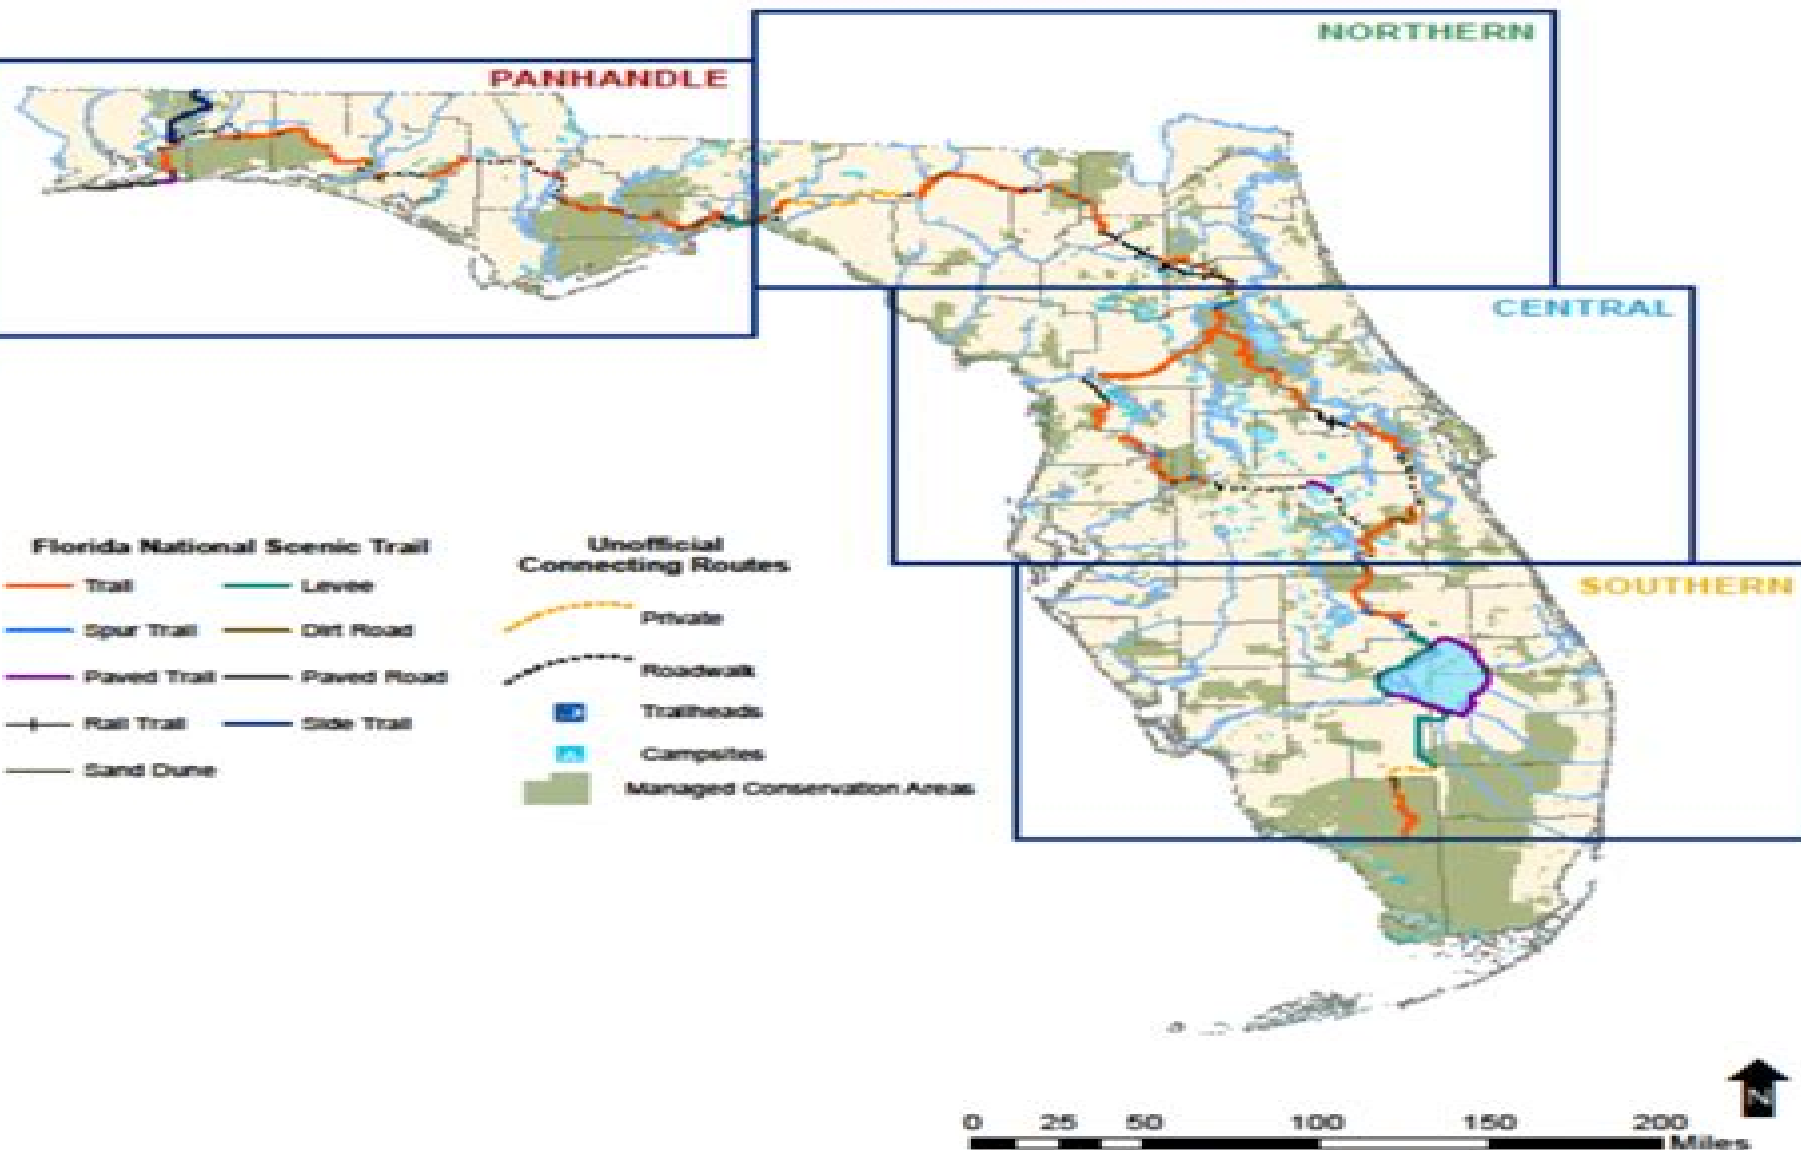 NORTHERN
PANHANDLE
CENTRAL
SOUTHERN
Florida National Scenic Trail
Trail
Levee
Spur Trail
Dirt Road
Paved Trail
Paved Road
Rail Trail
Side Trail
Sand Dune
Unofficial
Connecting Routes
Private
Roadwalk
Trailheads
Campsites
Managed Conservation Areas
N
0 25 50 100 150 200
Miles